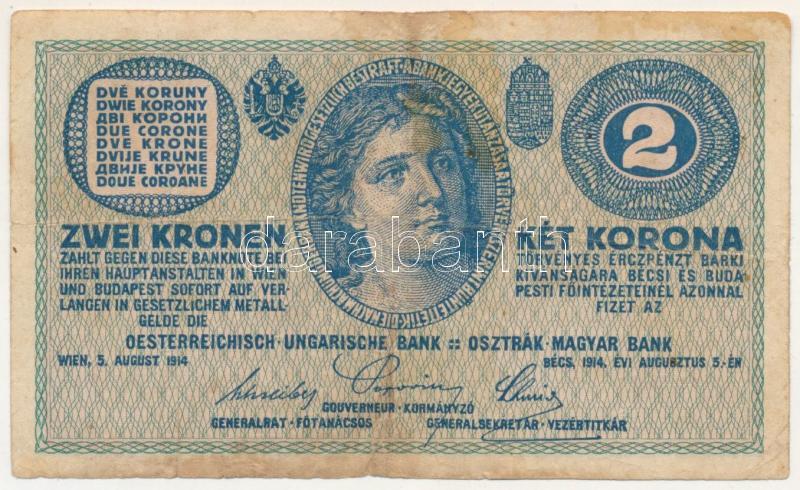 DVĚ KORUNY
DWIE KORONY
ДВІ КОРОНИ
DUE CORONE
DVE KRONE
DVIJE KRUNE
ДВИЈЕ КРУНЕ
DOUE COROANE
2
ZWEI KRONEN
ZAHLT GEGEN DIESE BANKNOTE BEI
IHREN HAUPTANSTALTEN IN WIEN
UND BUDAPEST SOFORT AUF VER-
LANGEN IN GESETZLICHEM METALL-
GELDE DIE
KÉT KORONA
TÖRVÉNYES ÉRCZPÉNZT BÁRKI
KIVÁNSÁGÁRA BÉCSI ÉS BUDA-
PESTI FŐINTÉZETEINÉL AZONNAL
FIZET AZ
darabanth
OESTERREICHISCH-UNGARISCHE BANK :: OSZTRÁK-MAGYAR BANK
WIEN, 5. AUGUST 1914
BÉCS, 1914. ÉVI AUGUSZTUS 5.-ÉN
GOUVERNEUR·KORMÁNYZÓ
GENERALRAT·FŐTANÁCSOS
GENERALSEKRETÄR·VEZÉRTITKÁR